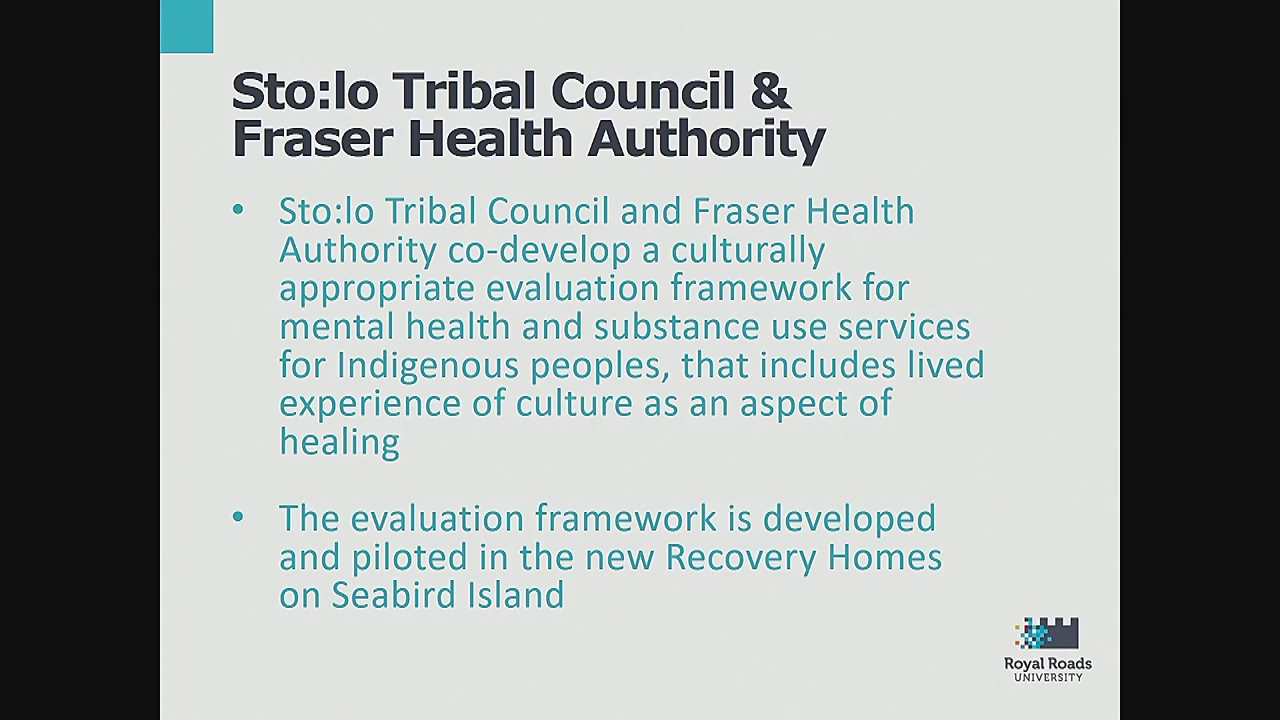 Sto:lo Tribal Council &
Fraser Health Authority
• Sto:lo Tribal Council and Fraser Health
Authority co-develop a culturally
appropriate evaluation framework for
mental health and substance use services
for Indigenous peoples, that includes lived
experience of culture as an aspect of
healing
• The evaluation framework is developed
and piloted in the new Recovery Homes
on Seabird Island
Royal Roads
UNIVERSITY